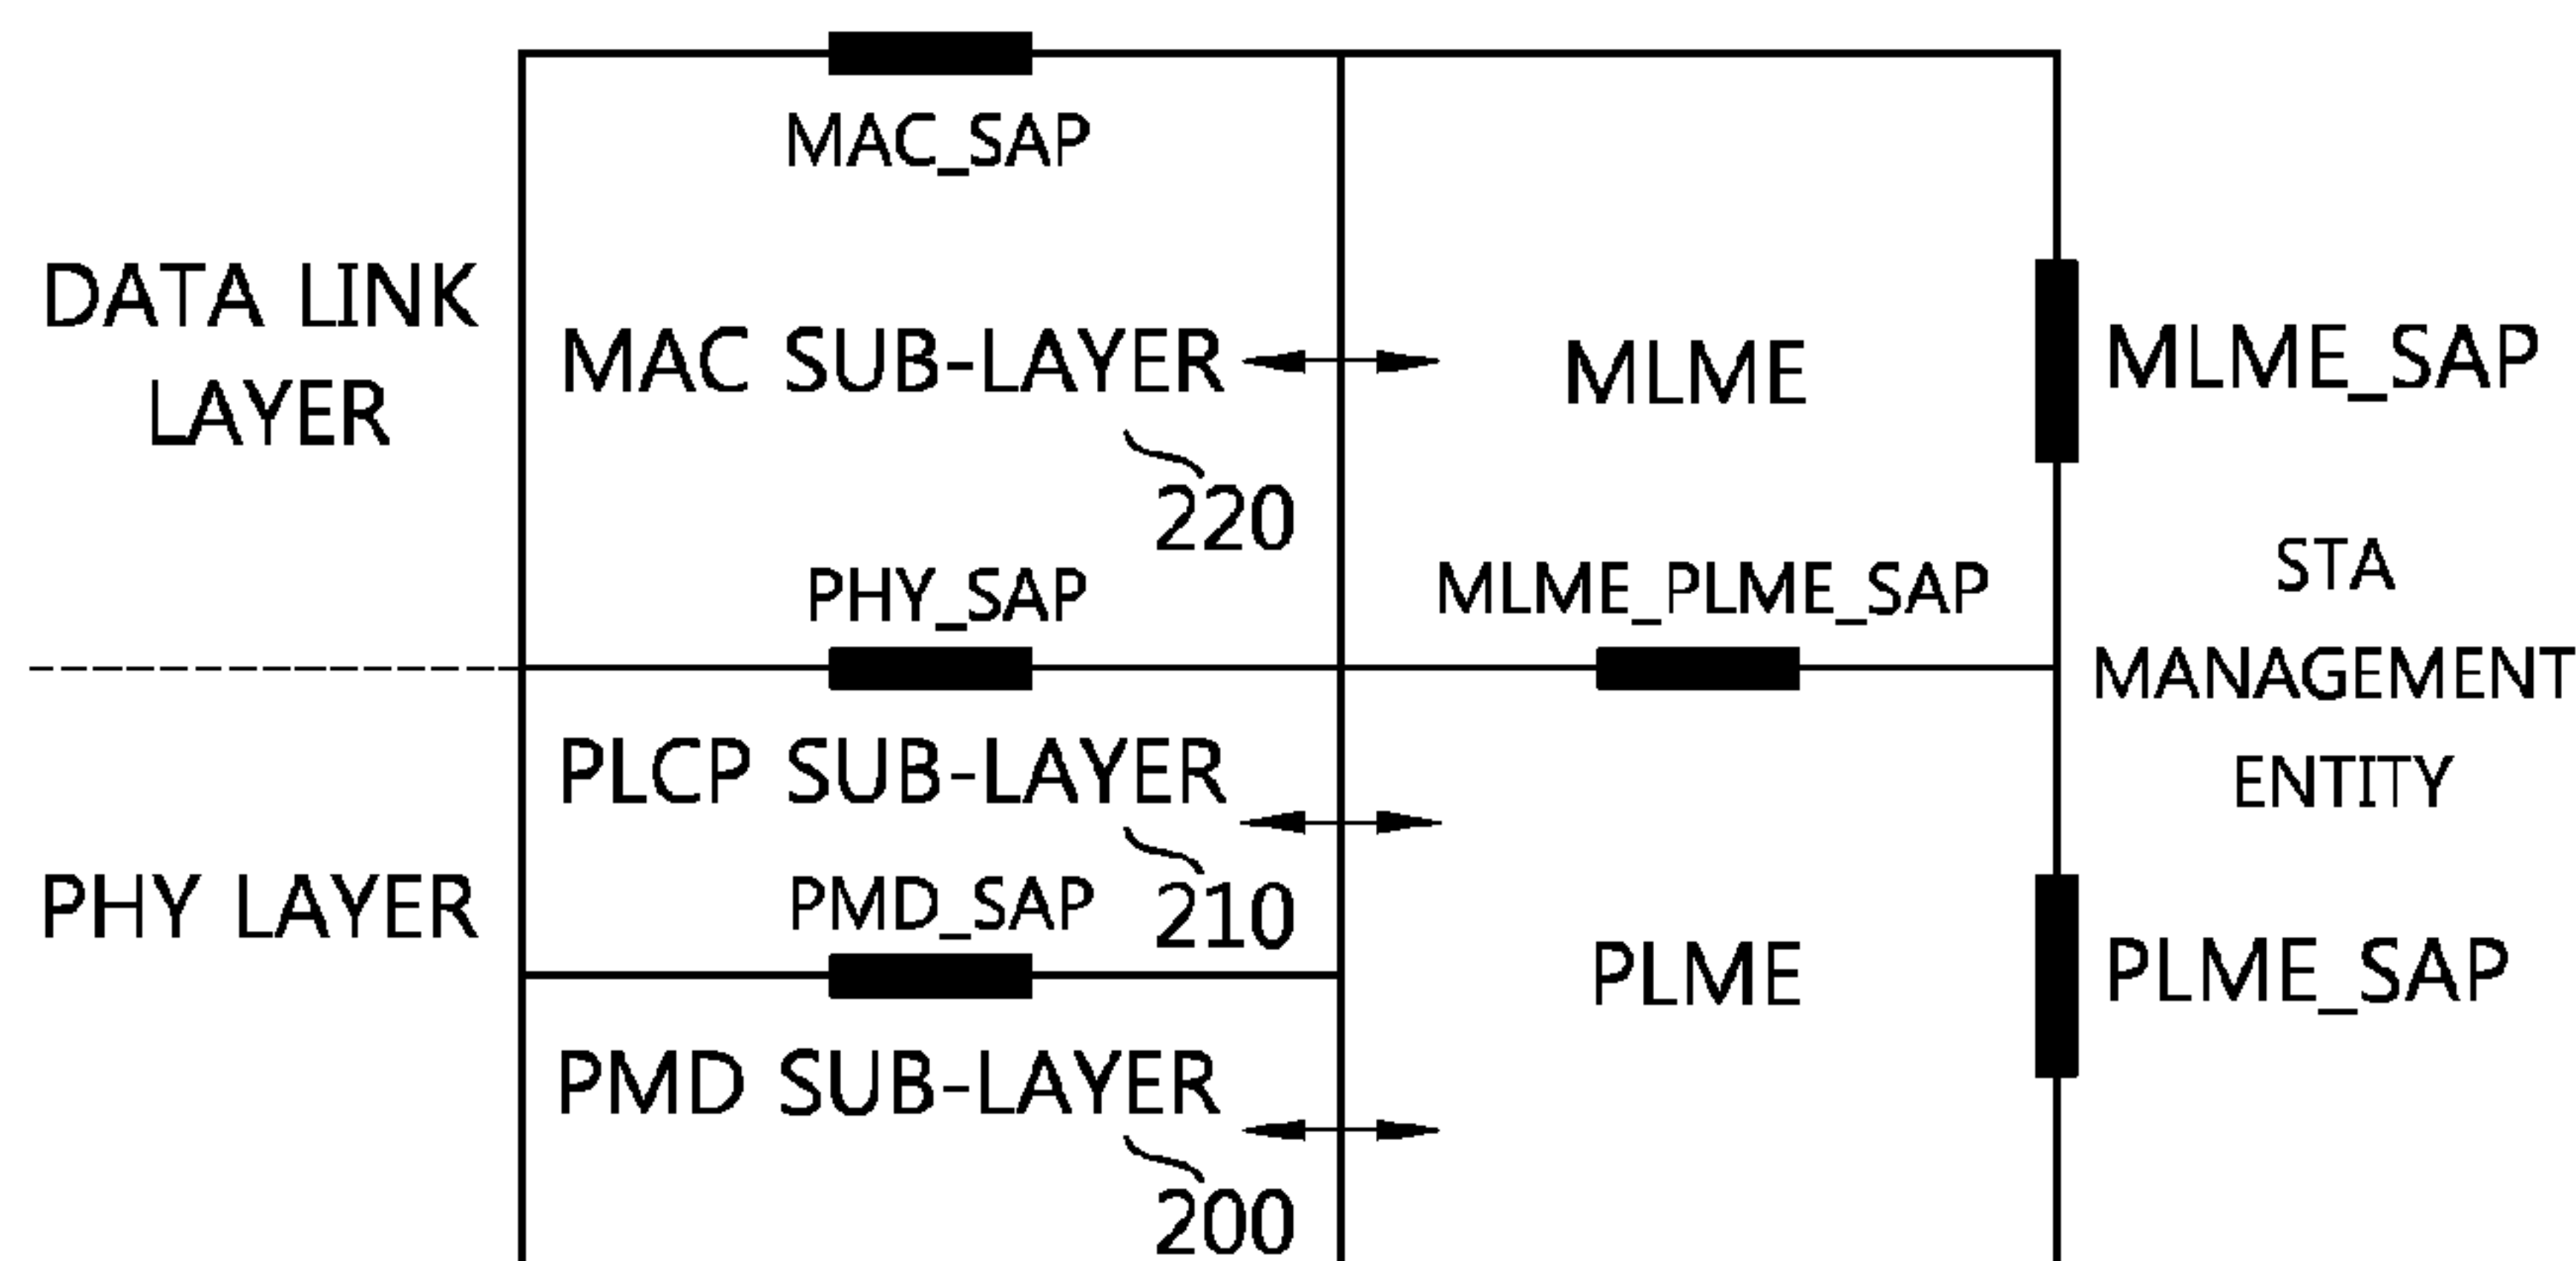 MAC_SAP
DATA LINK
LAYER
MAC SUB-LAYER
220
MLME
MLME_SAP
PHY_SAP
MLME_PLME_SAP
STA
MANAGEMENT
ENTITY
PLCP SUB-LAYER
210
PHY LAYER
PMD_SAP
PLME
PLME_SAP
PMD SUB-LAYER
200